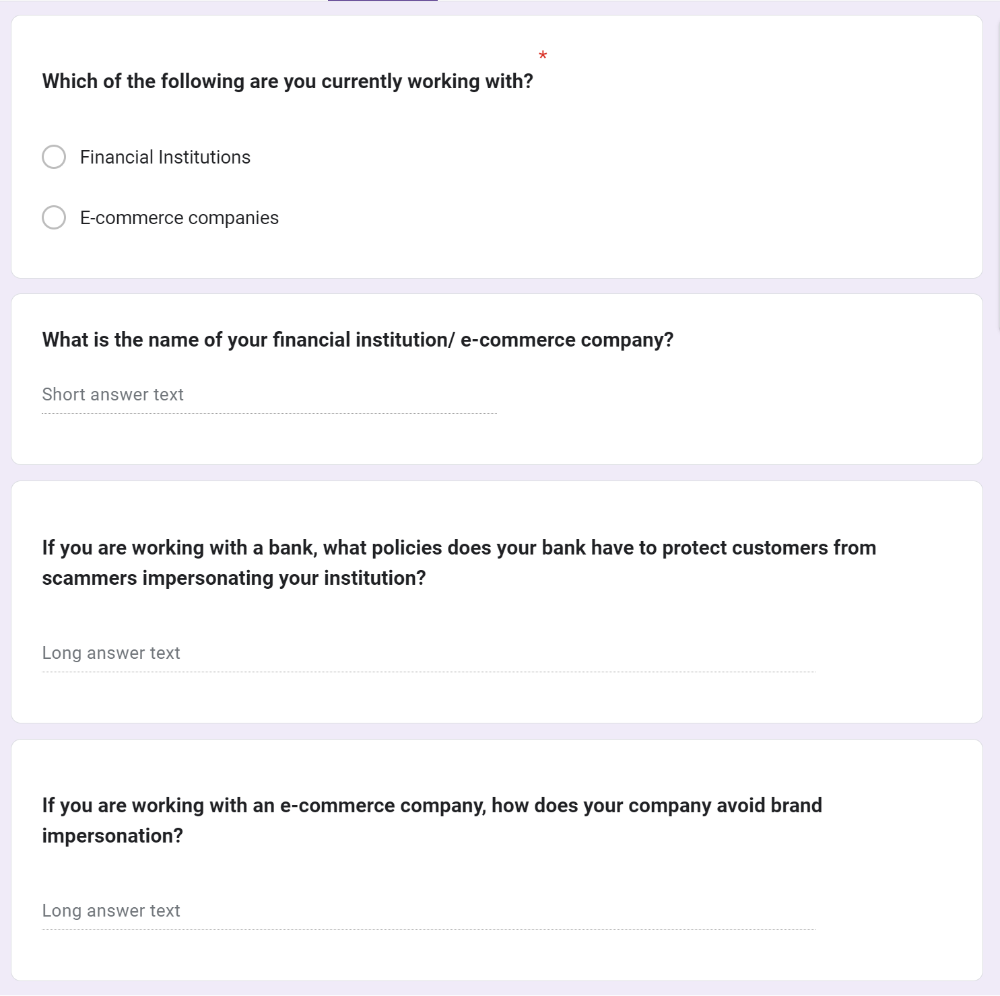 *
Which of the following are you currently working with?
Financial Institutions
E-commerce companies
What is the name of your financial institution/ e-commerce company?
Short answer text
If you are working with a bank, what policies does your bank have to protect customers from
scammers impersonating your institution?
Long answer text
If you are working with an e-commerce company, how does your company avoid brand
impersonation?
Long answer text